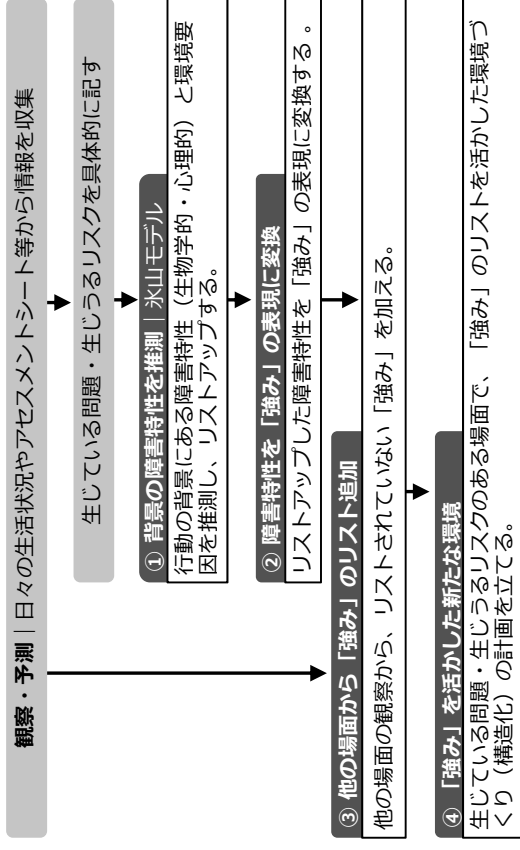 観察・予測｜日々の生活状況やアセスメントシート等から情報を収集
生じている問題・生じうるリスクを具体的に記す
① 背景の障害特性を推測｜氷山モデル
行動の背景にある障害特性（生物学的・心理的）と環境要
因を推測し、リストアップする。
② 障害特性を「強み」の表現に変換
リストアップした障害特性を「強み」の表現に変換する。
③ 他の場面から「強み」のリスト追加
他の場面の観察から、リストされていない「強み」を加える。
④ 「強み」を活かした新たな環境
生じている問題・生じうるリスクのある場面で、「強み」のリストを活かした環境づ
くり（構造化）の計画を立てる。